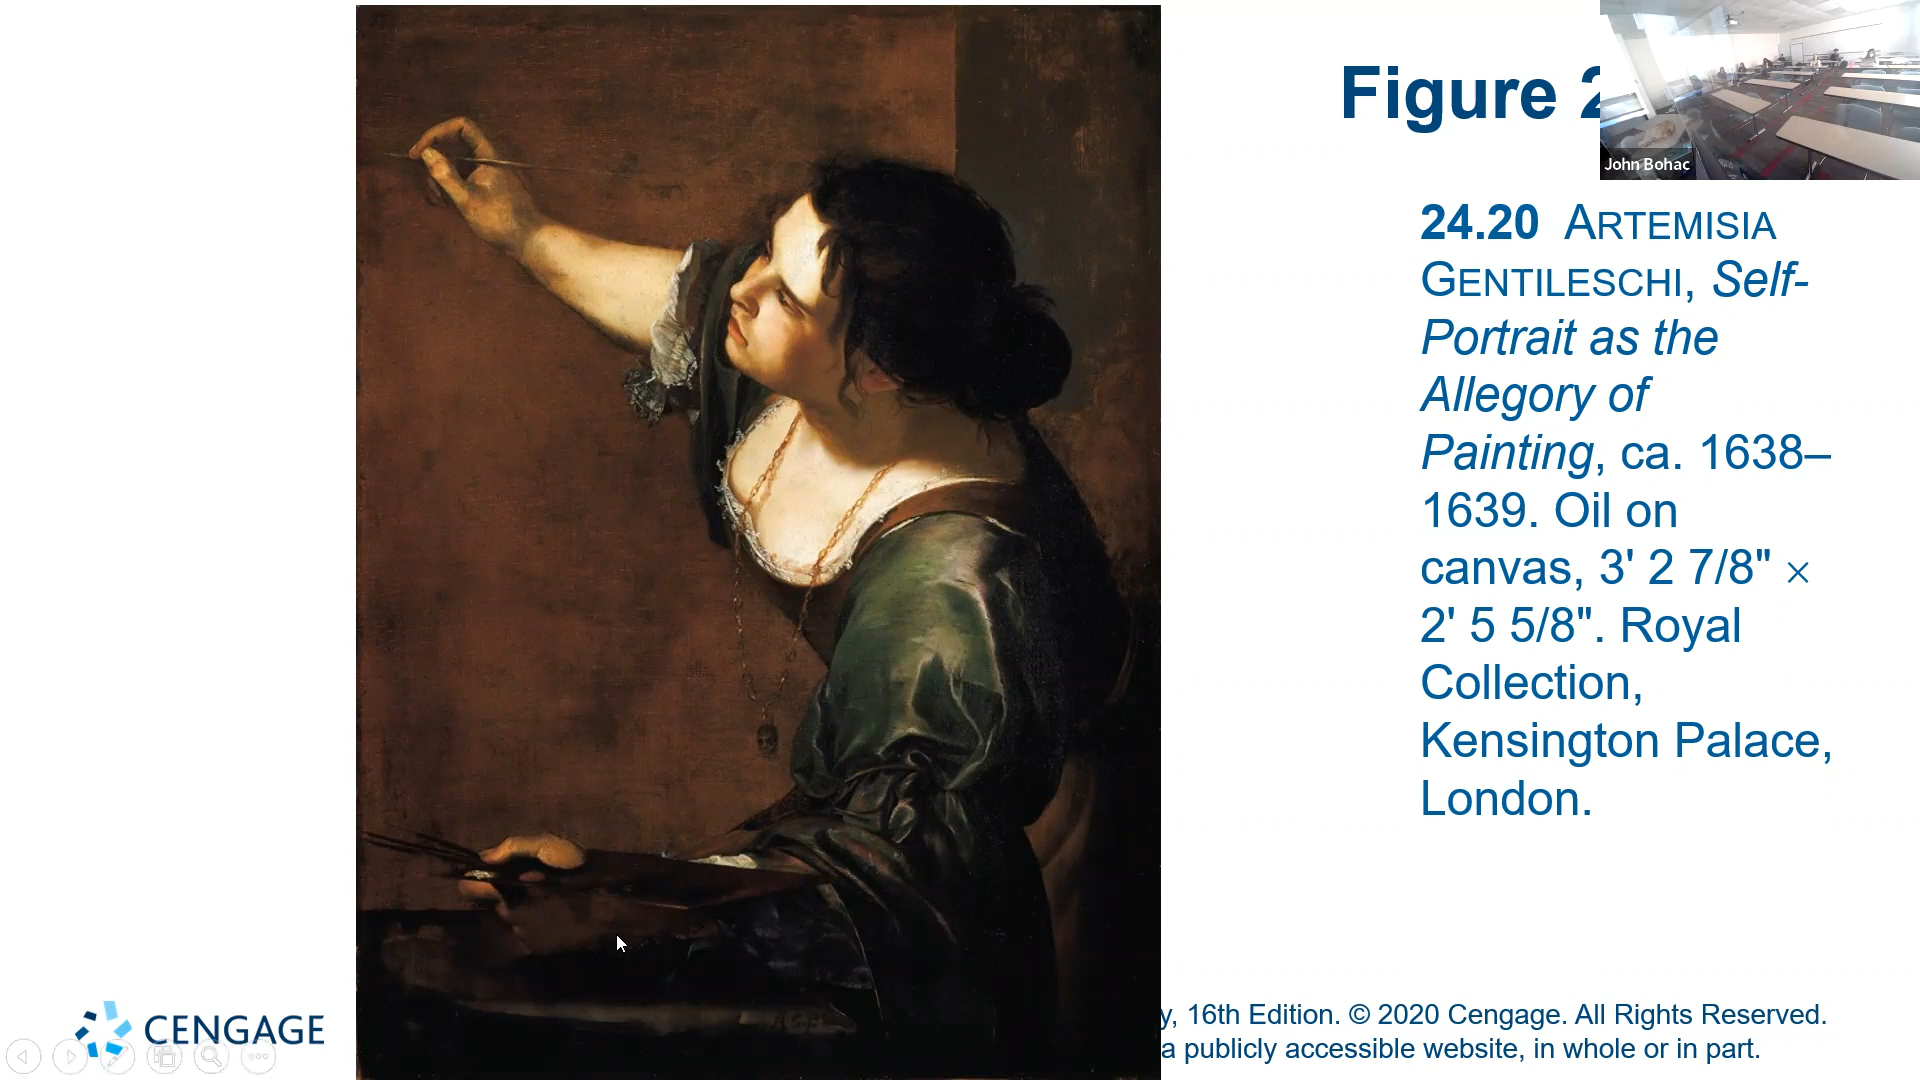 Figure 2
John Bohac
24.20 ARTEMISIA
GENTILESCHI, Self-
Portrait as the
Allegory of
Painting, ca. 1638–
1639. Oil on
canvas, 3' 2 7/8" ×
2' 5 5/8". Royal
Collection,
Kensington Palace,
London.
CENGAGE
y, 16th Edition. © 2020 Cengage. All Rights Reserved.
a publicly accessible website, in whole or in part.